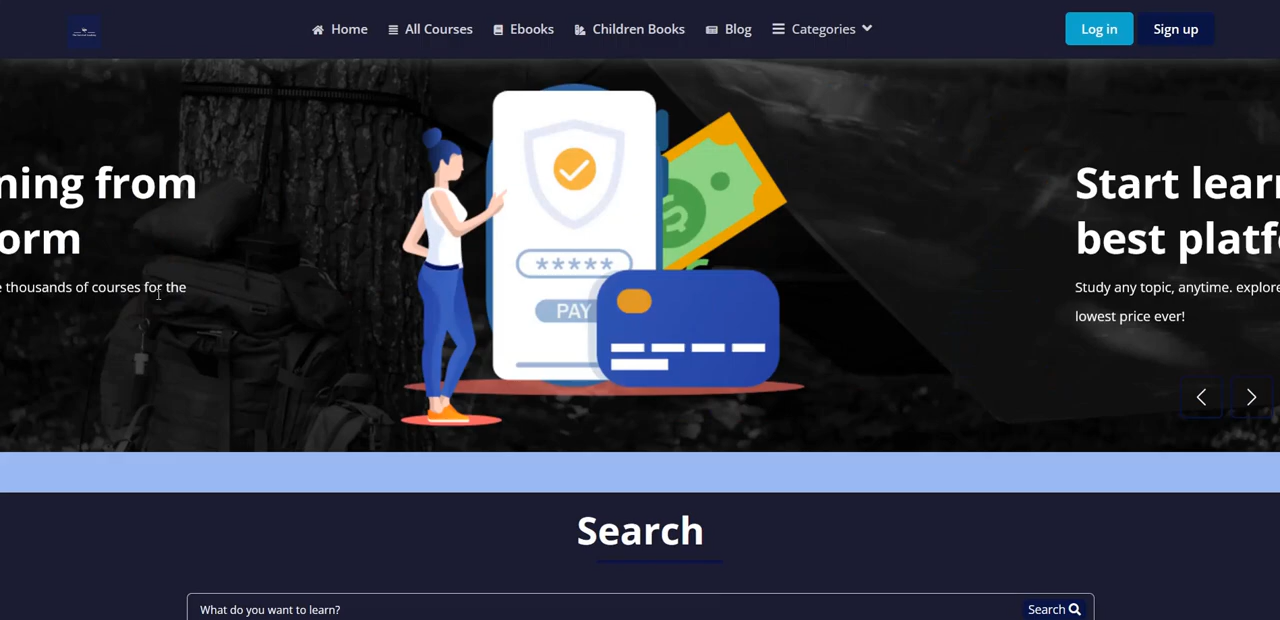 Home
All Courses
Ebooks
Children Books
Blog
Categories
Log in
Sign up
ning from
orm
thousands of courses for the
*****
PAY
Start lear
best platf
Study any topic, anytime. explore
lowest price ever!
Search
What do you want to learn?
Search